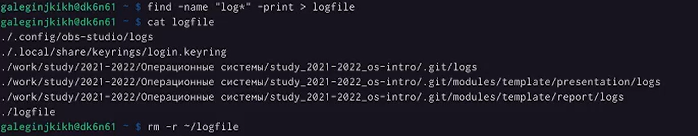 galeginjkikh@dk6n61 ~ $ find -name "log*" -print > logfile
galeginjkikh@dk6n61 ~ $ cat logfile
./.config/obs-studio/logs
./.local/share/keyrings/login.keyring
./work/study/2021-2022/Операционные системы/study_2021-2022_os-intro/.git/logs
./work/study/2021-2022/Операционные системы/study_2021-2022_os-intro/.git/modules/template/presentation/logs
./work/study/2021-2022/Операционные системы/study_2021-2022_os-intro/.git/modules/template/report/logs
./logfile
galeginjkikh@dk6n61 ~ $ rm -r ~/logfile